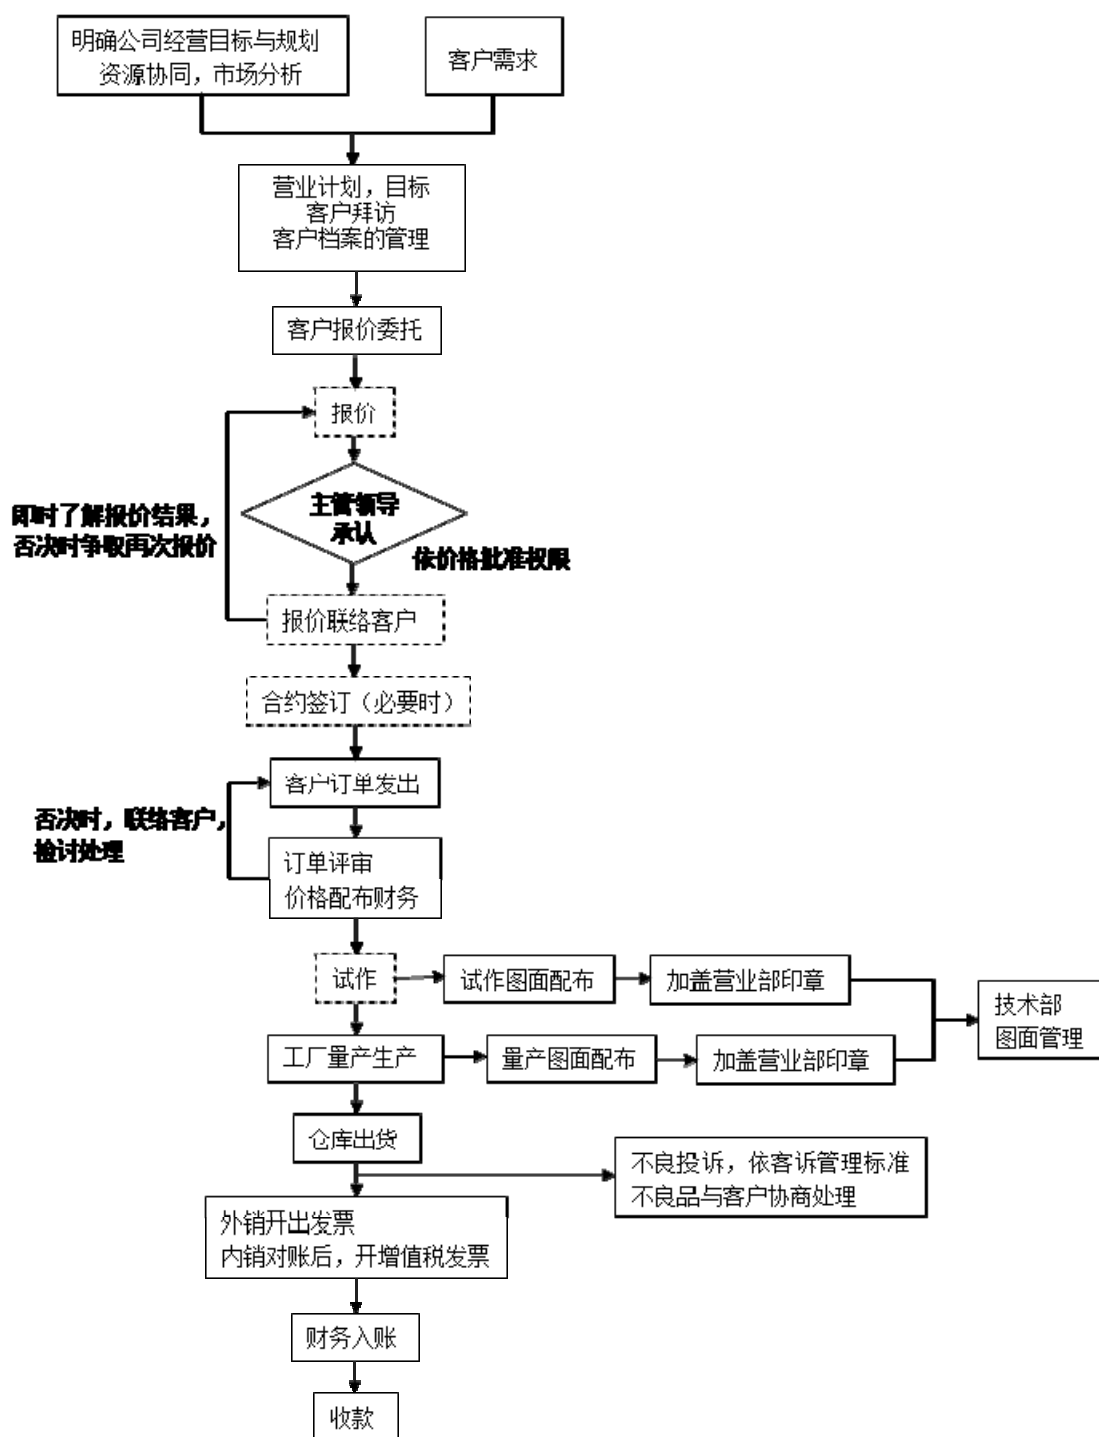 明确公司经营目标与规划
资源协同，市场分析
客户需求
营业计划，目标
客户拜访
客户档案的管理
客户报价委托
报价
主管领导
承认
即时了解报价结果，
否决时争取再次报价
依价格批准权限
报价联络客户
合约签订（必要时）
客户订单发出
否决时，联络客户，
检讨处理
订单评审
价格配布财务
试作
试作图面配布
加盖营业部印章
技术部
图面管理
工厂量产生产
量产图面配布
加盖营业部印章
仓库出货
不良投诉，依客诉管理标准
不良品与客户协商处理
外销开出发票
内销对账后，开增值税发票
财务入账
收款